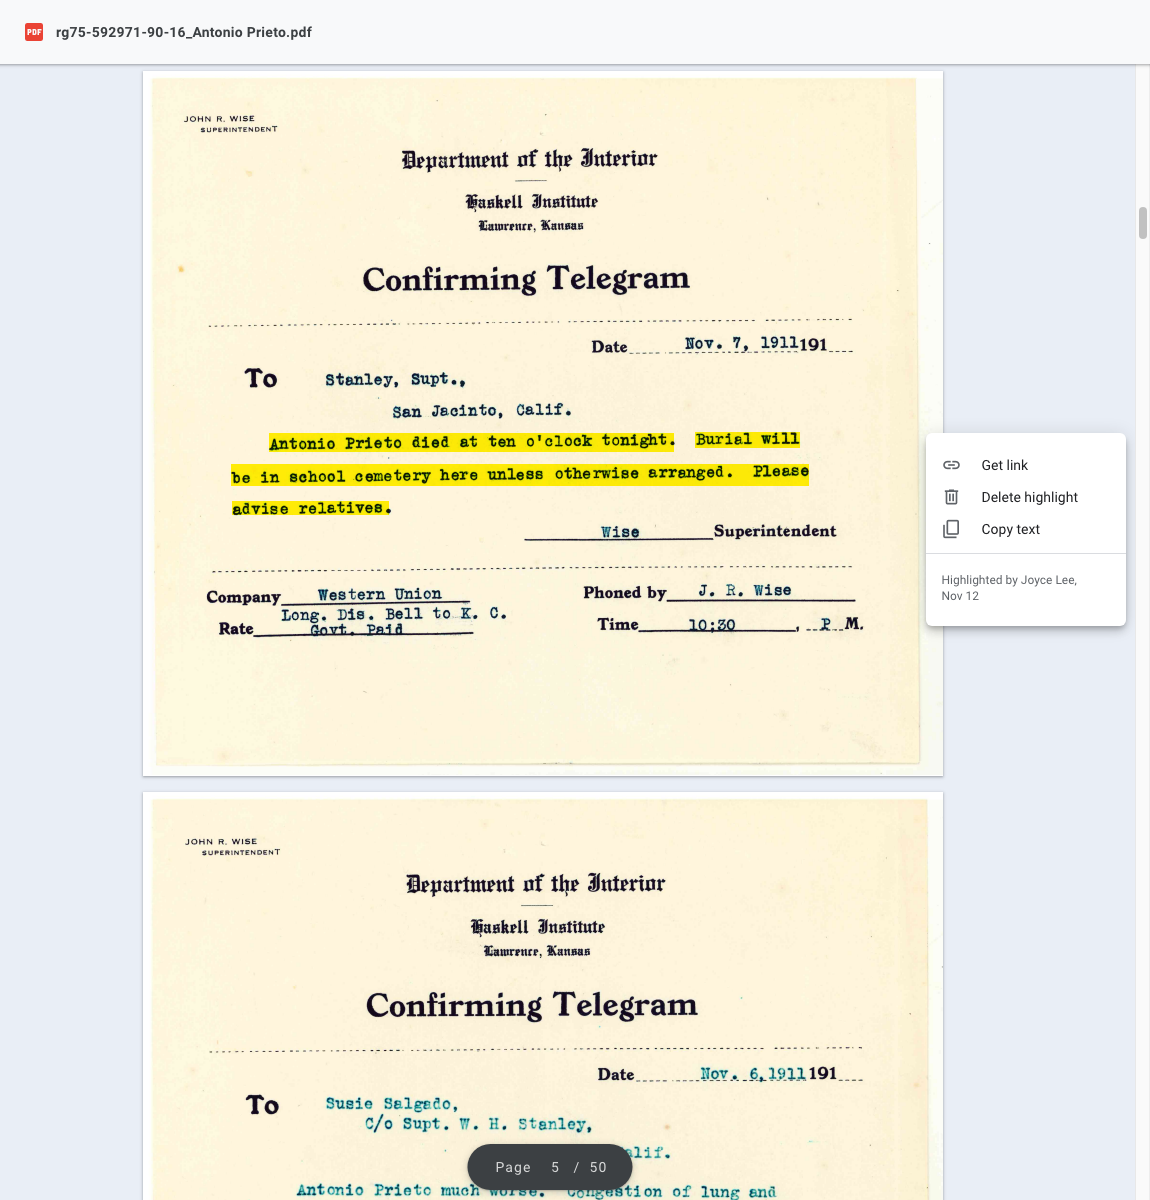 PDF rg75-592971-90-16_Antonio Prieto.pdf
JOHN R. WISE
SUPERINTENDENT
Department of the Interior
Haskell Institute
Lawrence, Kansas
Confirming Telegram
Date Nov. 7, 1911191
To Stanley, Supt.,
San Jacinto, Calif.
Antonio Prieto died at ten o'clock tonight. Burial will
be in school cemetery here unless otherwise arranged. Please
advise relatives.
Wise Superintendent
Company Western Union Phoned by J. R. Wise
Long. Dis. Bell to K. C.
Rate Govt. Paid Time 10:30, P M.
Get link
Delete highlight
Copy text
Highlighted by Joyce Lee,
Nov 12
JOHN R. WISE
SUPERINTENDENT
Department of the Interior
Haskell Institute
Lawrence, Kansas
Confirming Telegram
Date Nov. 6,1911 191
To Susie Salgado,
C/o Supt. W. H. Stanley,
alif.
Page 5 / 50
Antonio Prieto much worse. Congestion of lung and